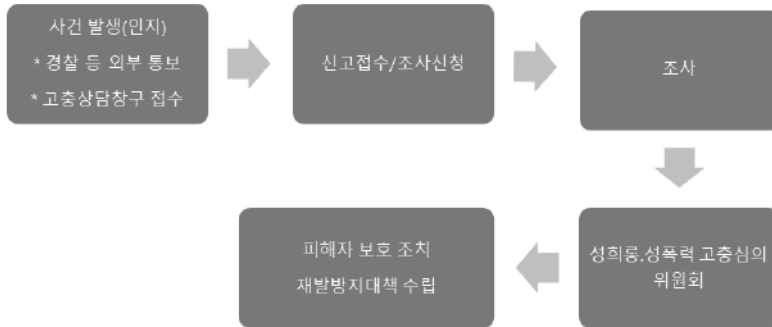 사건 발생(인지)
* 경찰 등 외부 통보
* 고충상담창구 접수
신고접수/조사신청
조사
성희롱.성폭력 고충심의
위원회
피해자 보호 조치
재발방지대책 수립